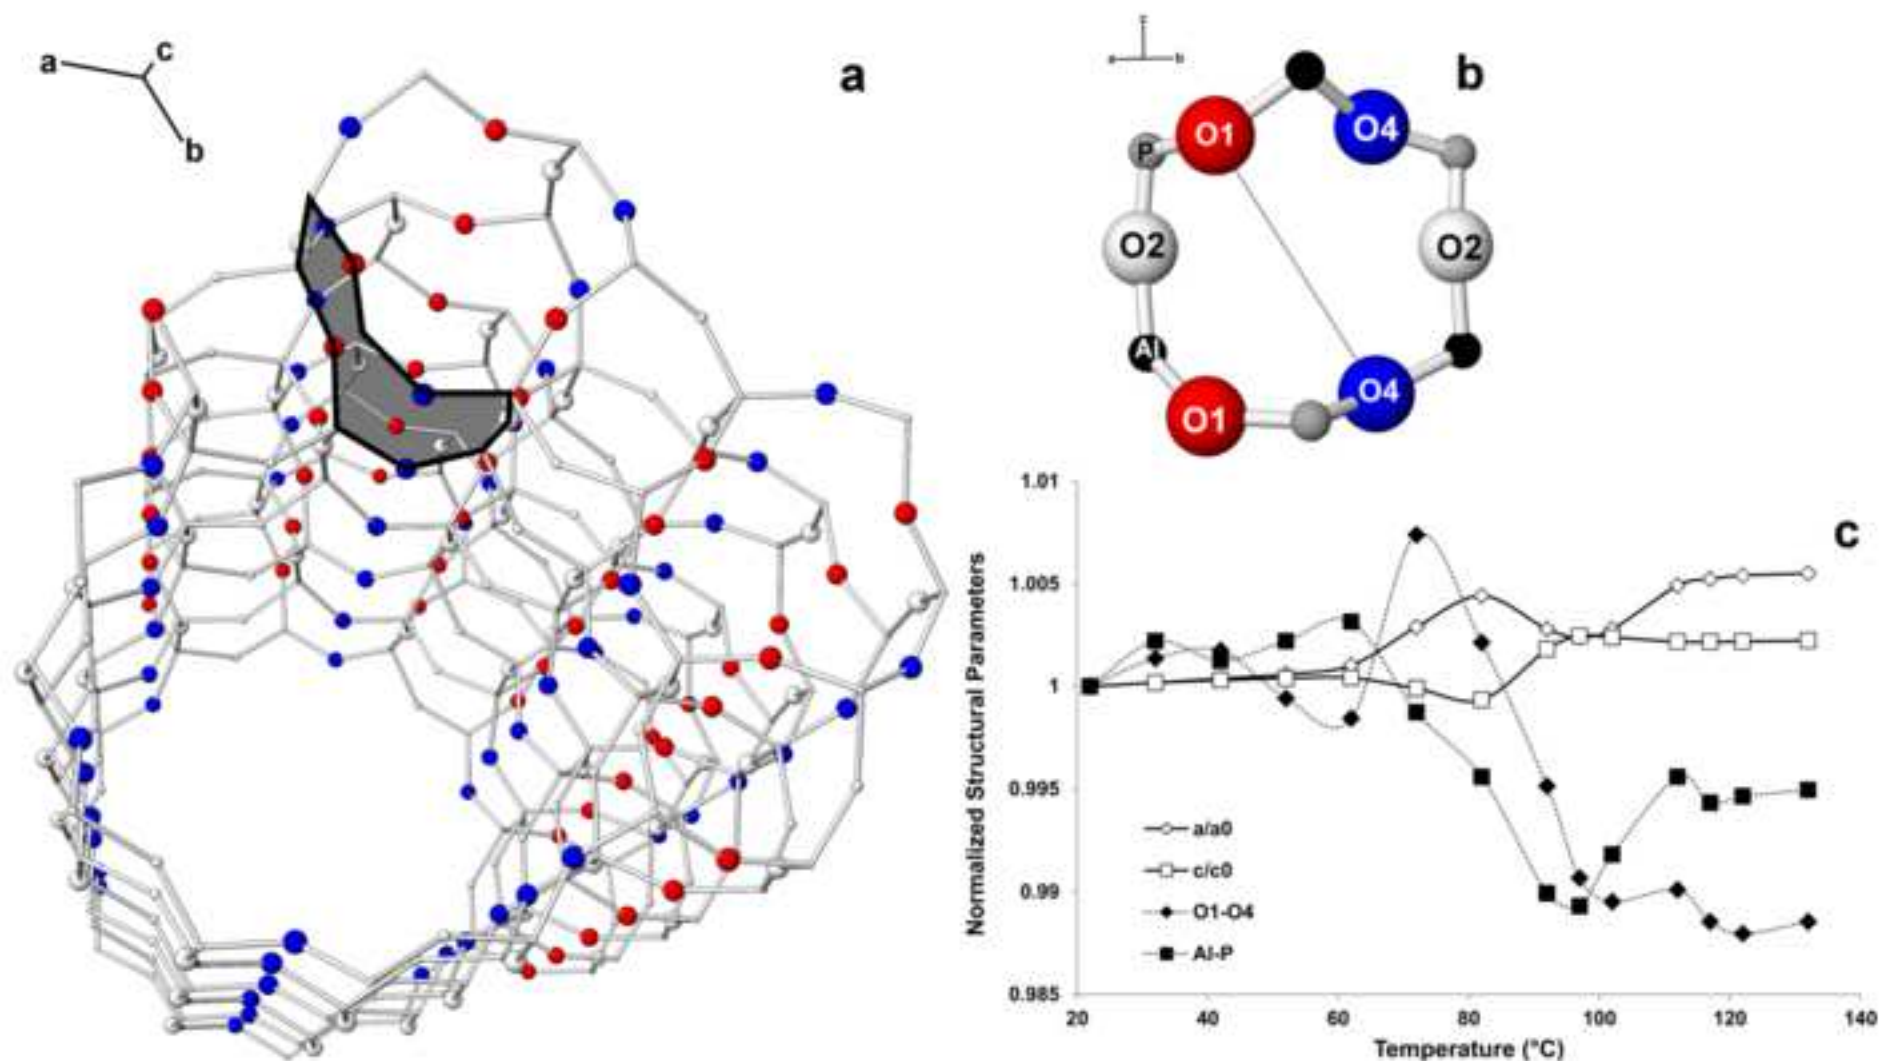 a
c
b
a
c
a
b
b
O1
O4
P
O2
O2
Al
O4
O1
c
Normalized Structural Parameters
1.01
1.005
1
0.995
0.99
0.985
a/a0
c/c0
O1-O4
Al-P
20
40
60
80
100
120
140
Temperature (°C)